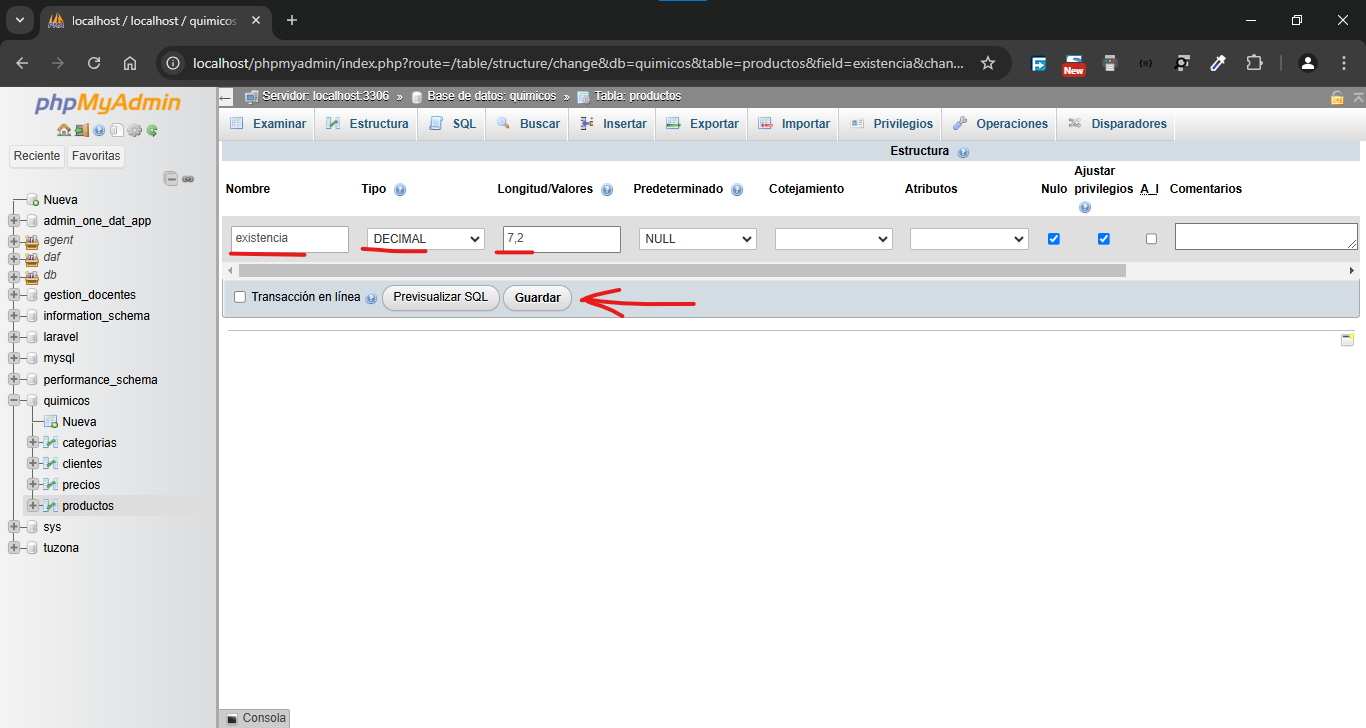 localhost / localhost / quimicos
localhost/phpmyadmin/index.php?route=/table/structure/change&db=quimicos&table=productos&field=existencia&chan...
New
phpMyAdmin
Reciente Favoritas
Nueva
admin_one_dat_app
agent
daf
db
gestion_docentes
information_schema
laravel
mysql
performance_schema
quimicos
Nueva
categorias
clientes
precios
productos
sys
tuzona
Servidor: localhost:3306 » Base de datos: quimicos » Tabla: productos
Examinar Estructura SQL Buscar Insertar Exportar Importar Privilegios Operaciones Disparadores
Estructura
Nombre Tipo Longitud/Valores Predeterminado Cotejamiento Atributos Nulo Ajustar privilegios A_I Comentarios
existencia DECIMAL 7,2 NULL
Transacción en línea Previsualizar SQL Guardar
Consola